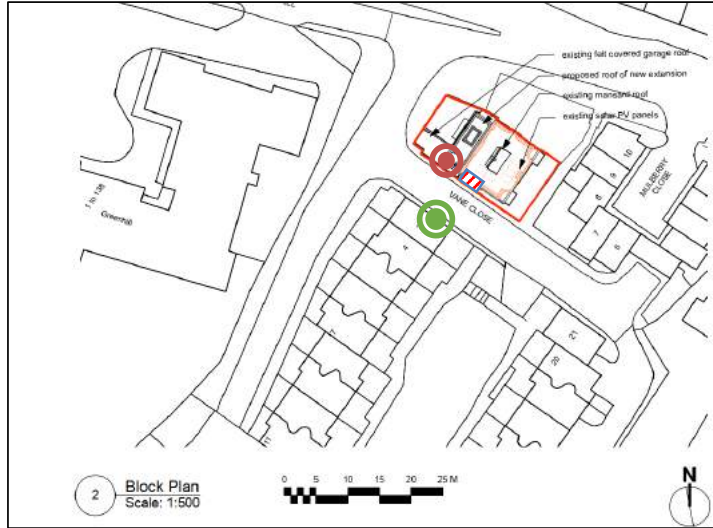 existing felt covered garage roof
proposed roof of new extension
existing mansard roof
existing solar PV panels
10
9
8
7
6
MULBERRY
CLOSE
1 to 138
Greenhill
VANE CLOSE
4
7
11
21
20
2
Block Plan
Scale: 1:500
0 5 10 15 20 25 M
N